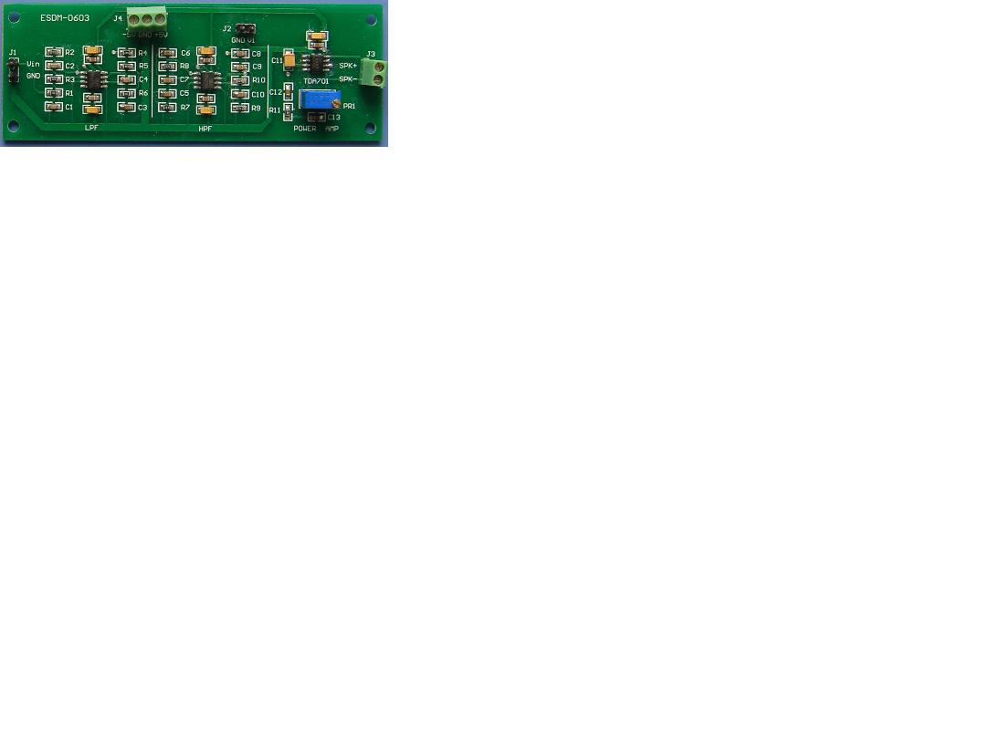 ESDM-0603
J4
-5V GND +5V
J2
GND V1
J1
Vin
GND
R2
C2
R3
R1
C1
R4
R5
C4
R6
C3
C6
R8
C7
C5
R7
C8
C9
R10
C10
R9
C11
C12
R11
TDA701
J3
SPK+
SPK-
PR1
C13
LPF
HPF
POWER AMP